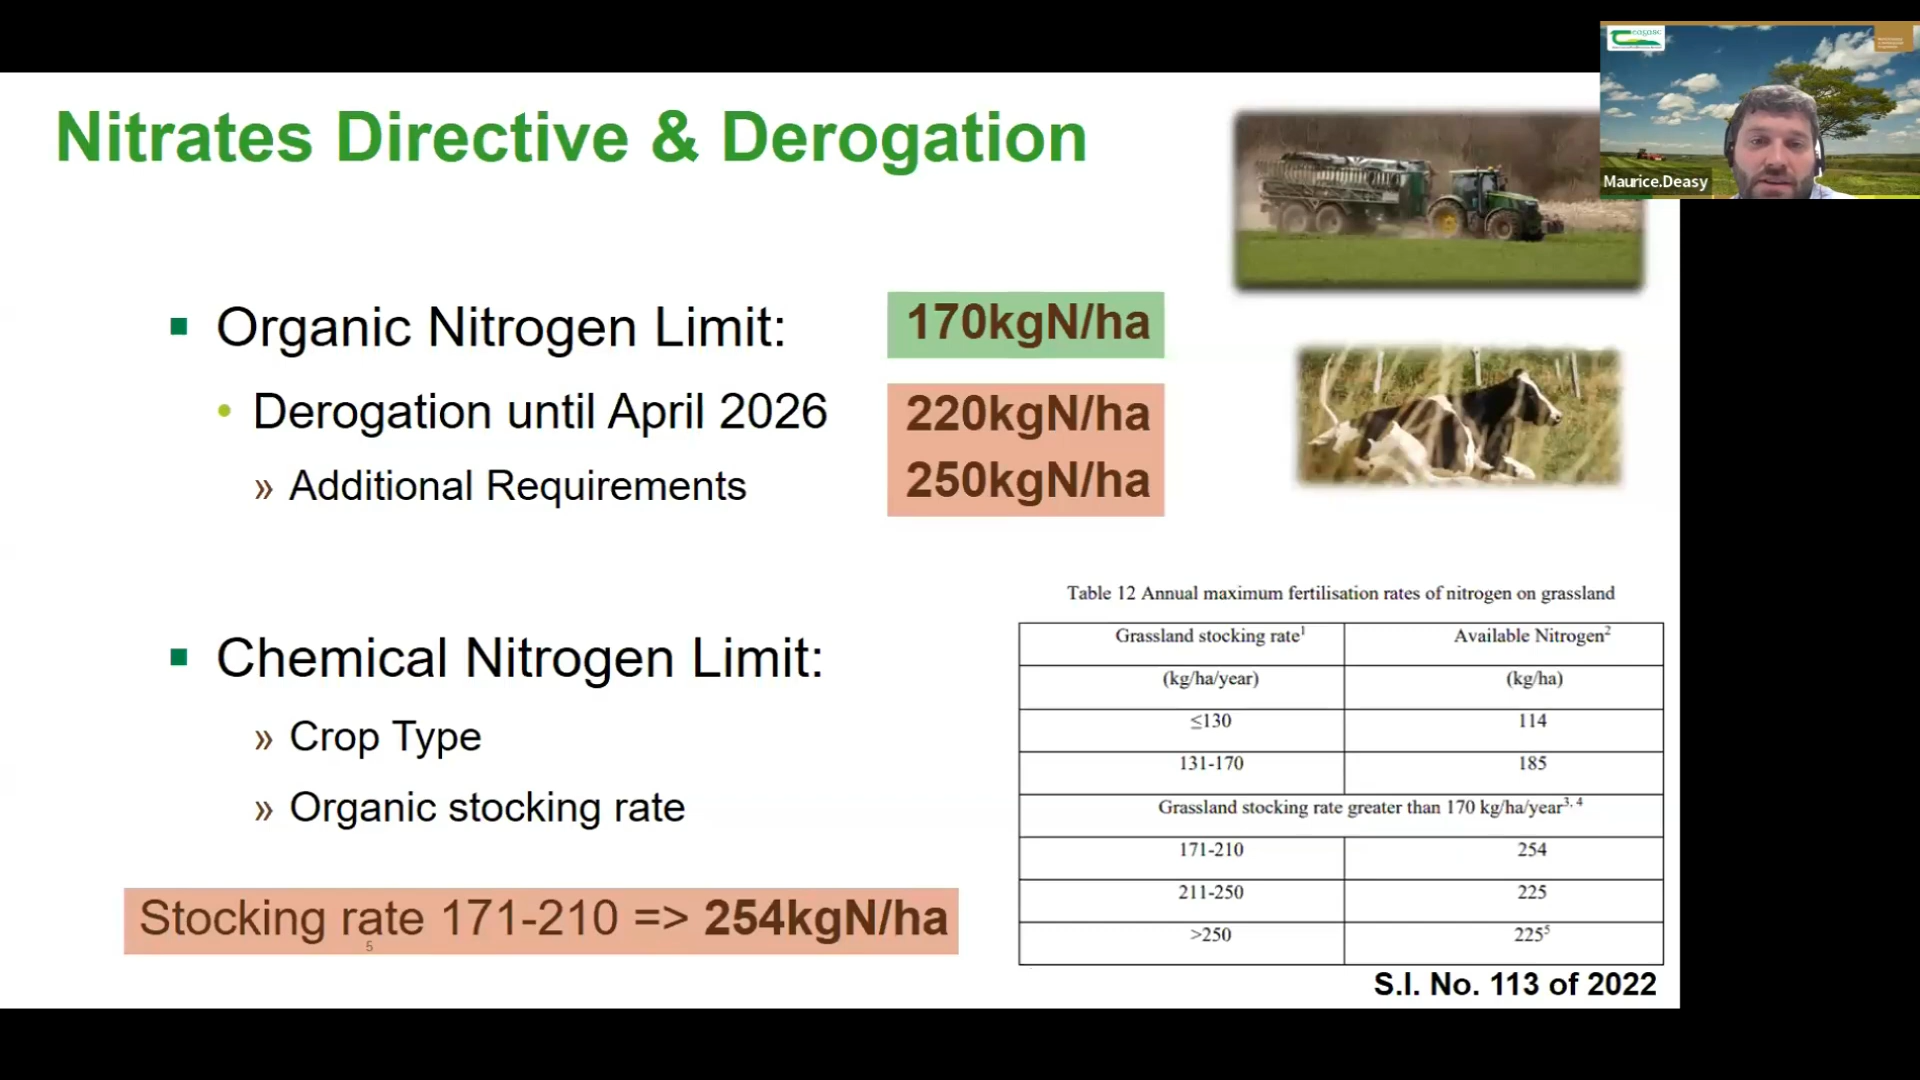 Nitrates Directive & Derogation
teagasc
Maurice.Deasy
▪ Organic Nitrogen Limit: 170kgN/ha
• Derogation until April 2026 220kgN/ha
» Additional Requirements 250kgN/ha
▪ Chemical Nitrogen Limit:
» Crop Type
» Organic stocking rate
Stocking rate 171-210 => 254kgN/ha
5
Table 12 Annual maximum fertilisation rates of nitrogen on grassland
Grassland stocking rate¹ Available Nitrogen²
(kg/ha/year) (kg/ha)
≤130 114
131-170 185
Grassland stocking rate greater than 170 kg/ha/year³˒ ⁴
171-210 254
211-250 225
>250 225⁵
S.I. No. 113 of 2022